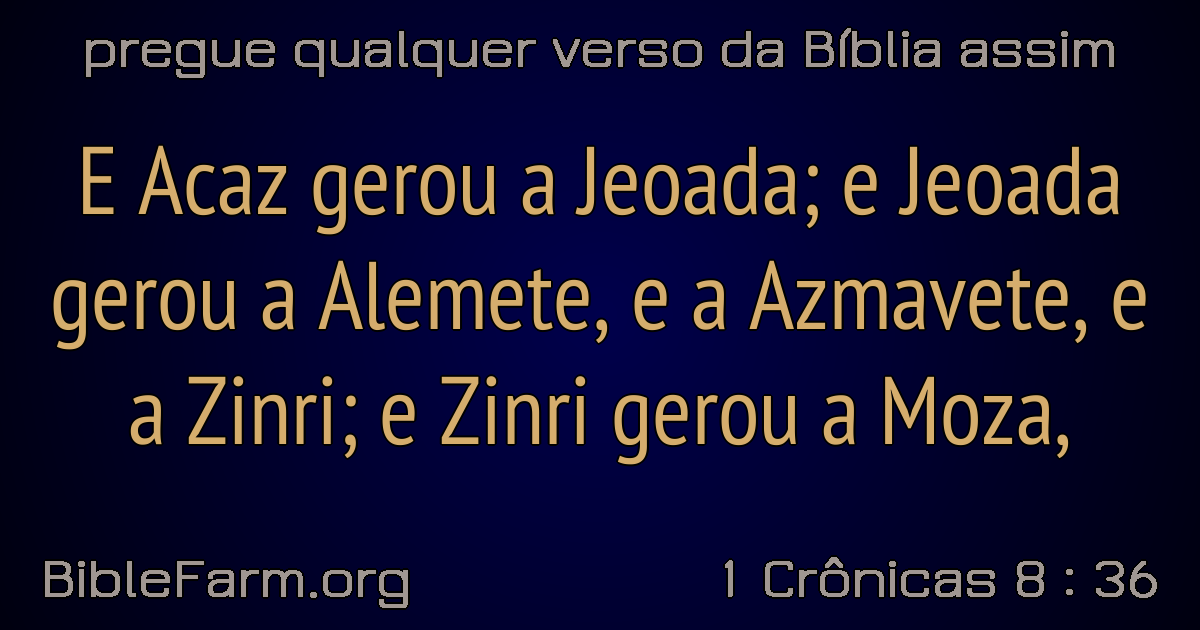 pregue qualquer verso da Bíblia assim
E Acaz gerou a Jeoada; e Jeoada
gerou a Alemete, e a Azmavete, e
a Zinri; e Zinri gerou a Moza,
BibleFarm.org
1 Crônicas 8 : 36